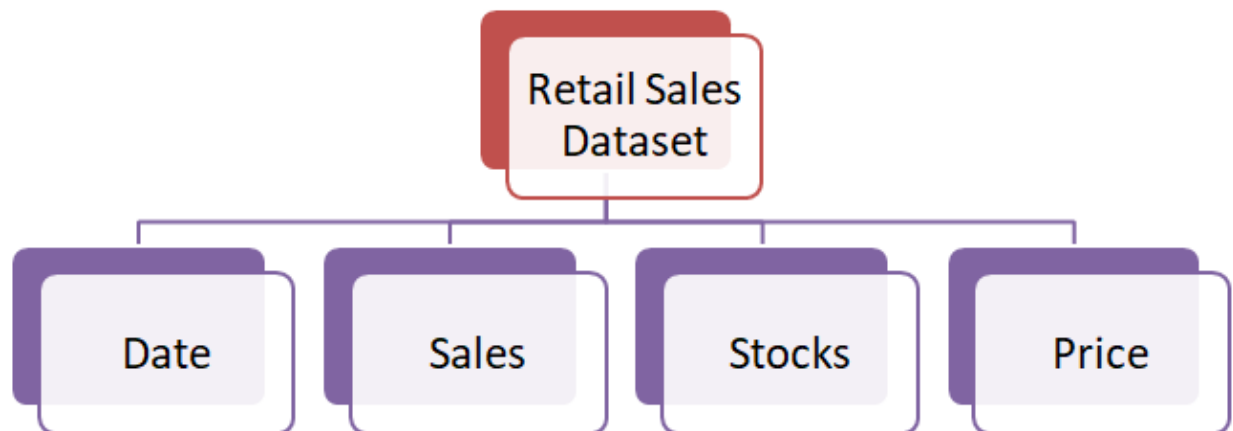 Retail Sales
Dataset
Date
Sales
Stocks
Price